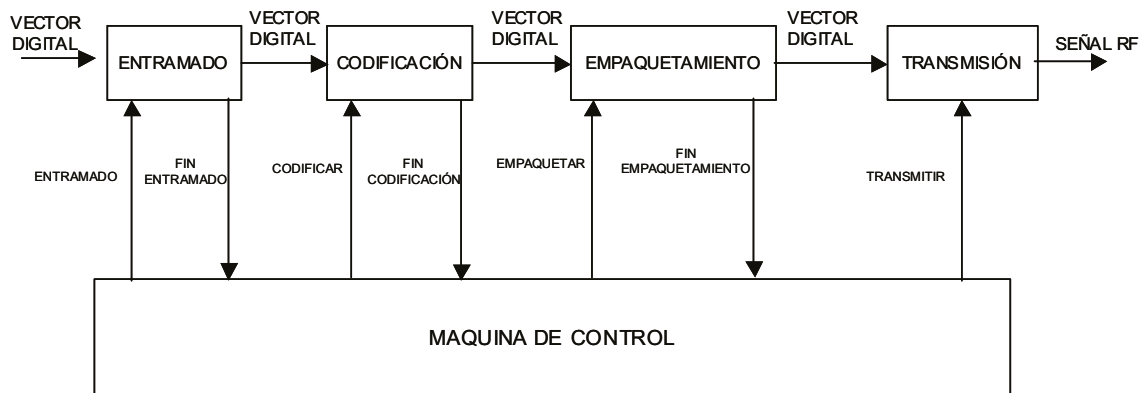 VECTOR
DIGITAL
ENTRAMADO
VECTOR
DIGITAL
CODIFICACIÓN
VECTOR
DIGITAL
EMPAQUETAMIENTO
VECTOR
DIGITAL
TRANSMISIÓN
SEÑAL RF
ENTRAMADO
FIN
ENTRAMADO
CODIFICAR
FIN
CODIFICACIÓN
EMPAQUETAR
FIN
EMPAQUETAMIENTO
TRANSMITIR
MAQUINA DE CONTROL